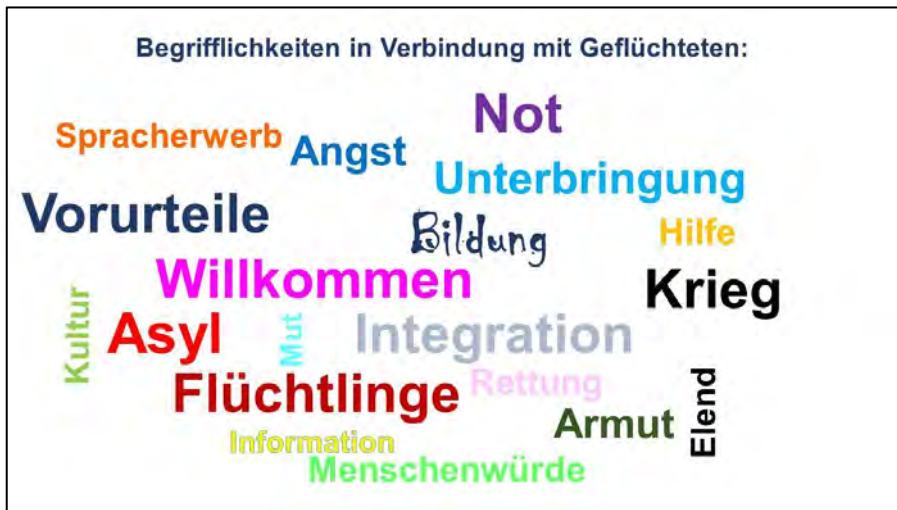 Begrifflichkeiten in Verbindung mit Geflüchteten:
Not
Spracherwerb
Angst
Unterbringung
Vorurteile
Bildung
Hilfe
Willkommen
Krieg
Kultur
Asyl
Mut
Integration
Flüchtlinge
Rettung
Elend
Armut
Information
Menschenwürde